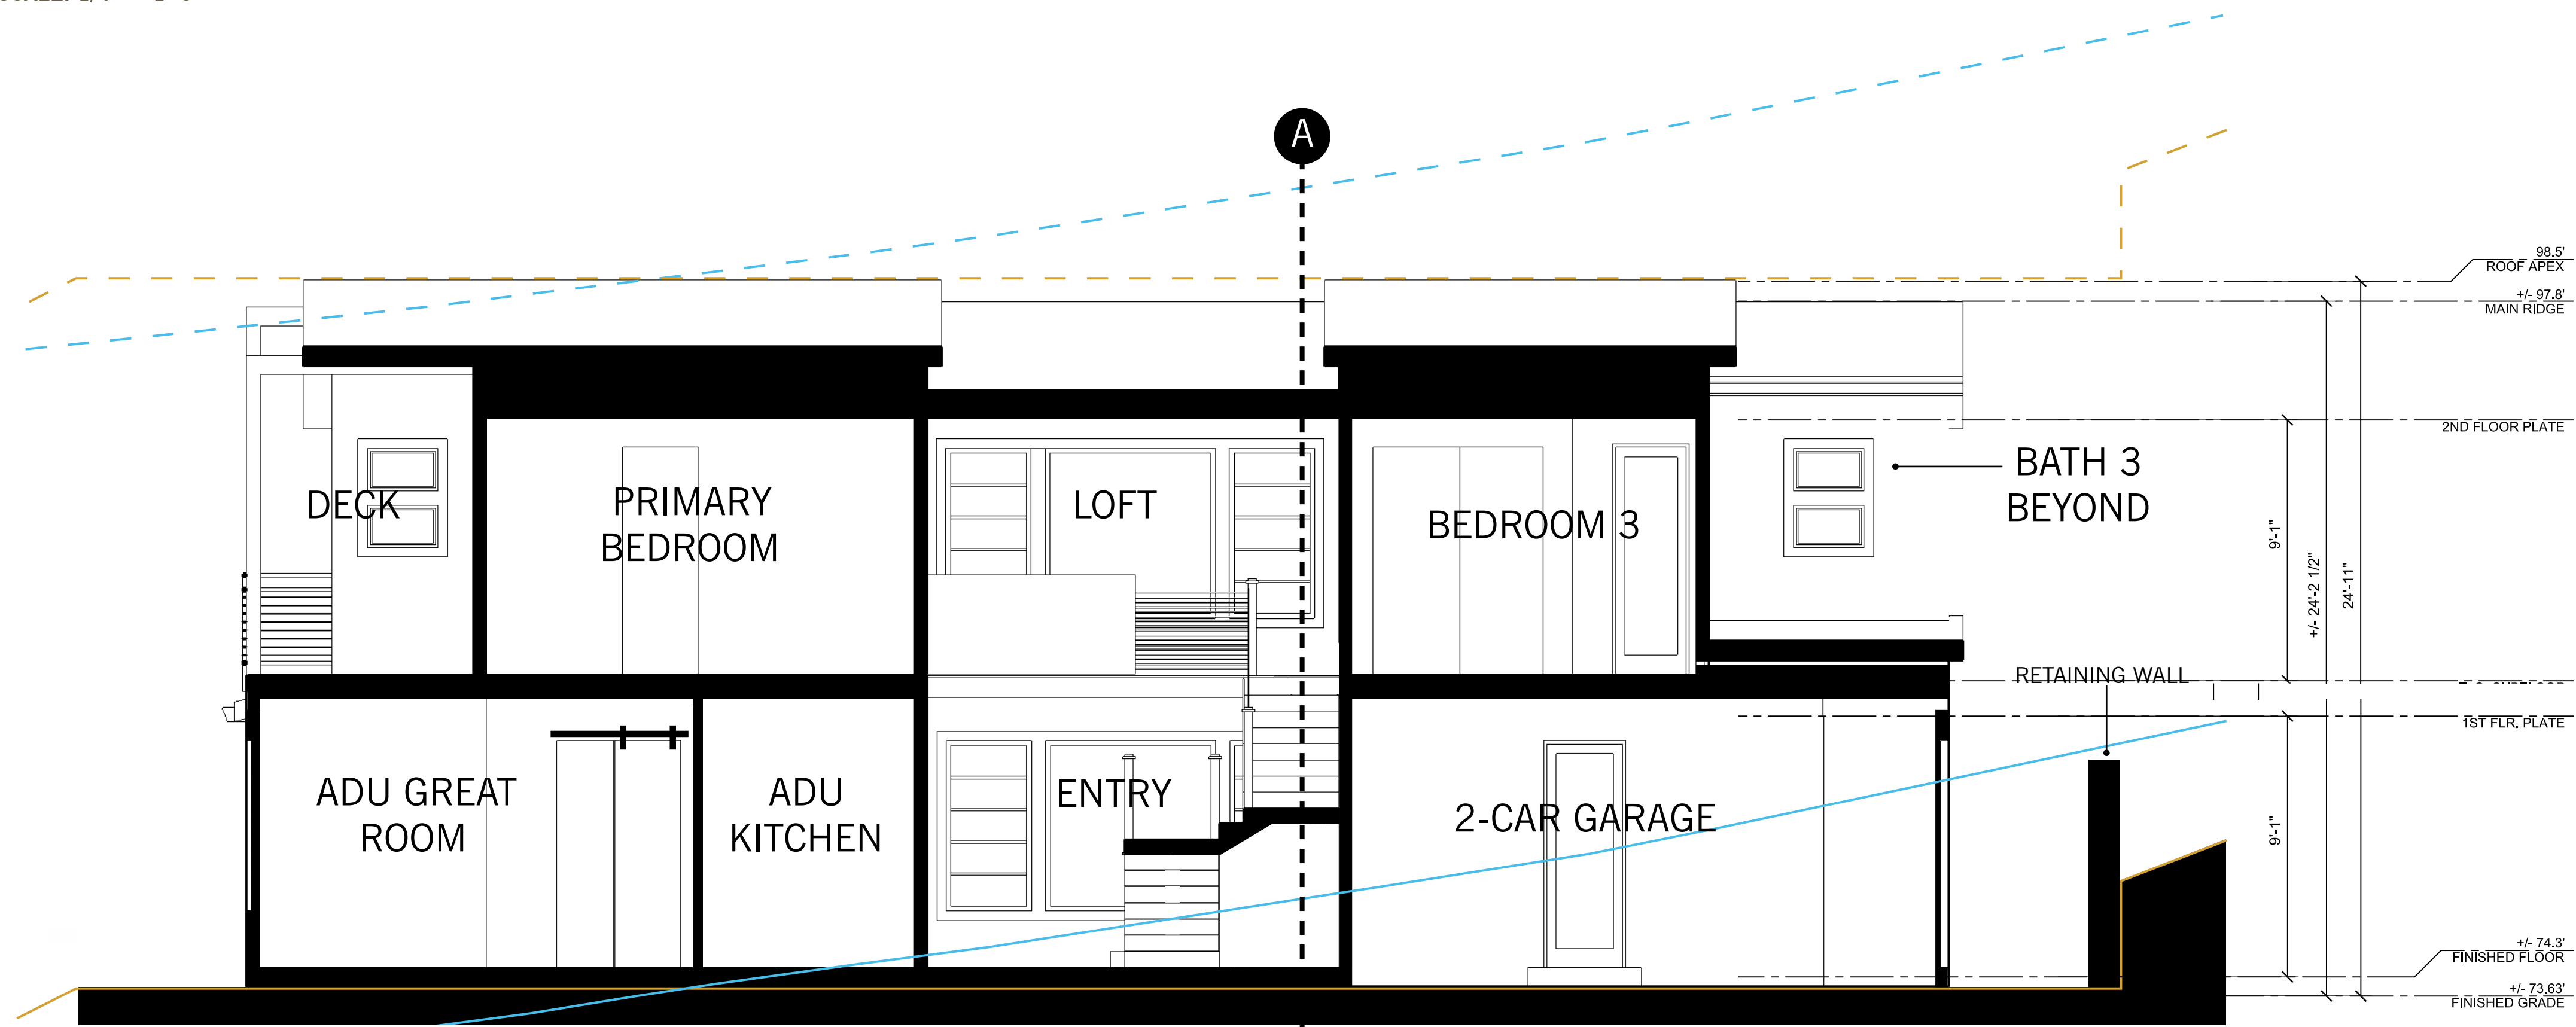 A
98.5'
ROOF APEX
+/- 97.8'
MAIN RIDGE
2ND FLOOR PLATE
BATH 3
BEYOND
DECK
PRIMARY
BEDROOM
LOFT
BEDROOM 3
9'-1"
+/- 24'-2 1/2"
24'-11"
RETAINING WALL
1ST FLR. PLATE
ADU GREAT
ROOM
ADU
KITCHEN
ENTRY
2-CAR GARAGE
9'-1"
+/- 74.3'
FINISHED FLOOR
+/- 73.63'
FINISHED GRADE